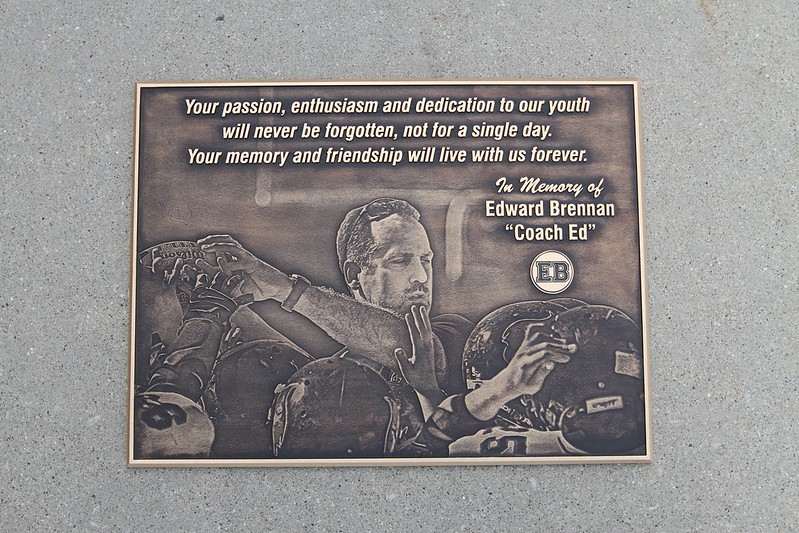 Your passion, enthusiasm and dedication to our youth
will never be forgotten, not for a single day.
Your memory and friendship will live with us forever.
In Memory of
Edward Brennan
"Coach Ed"
EB